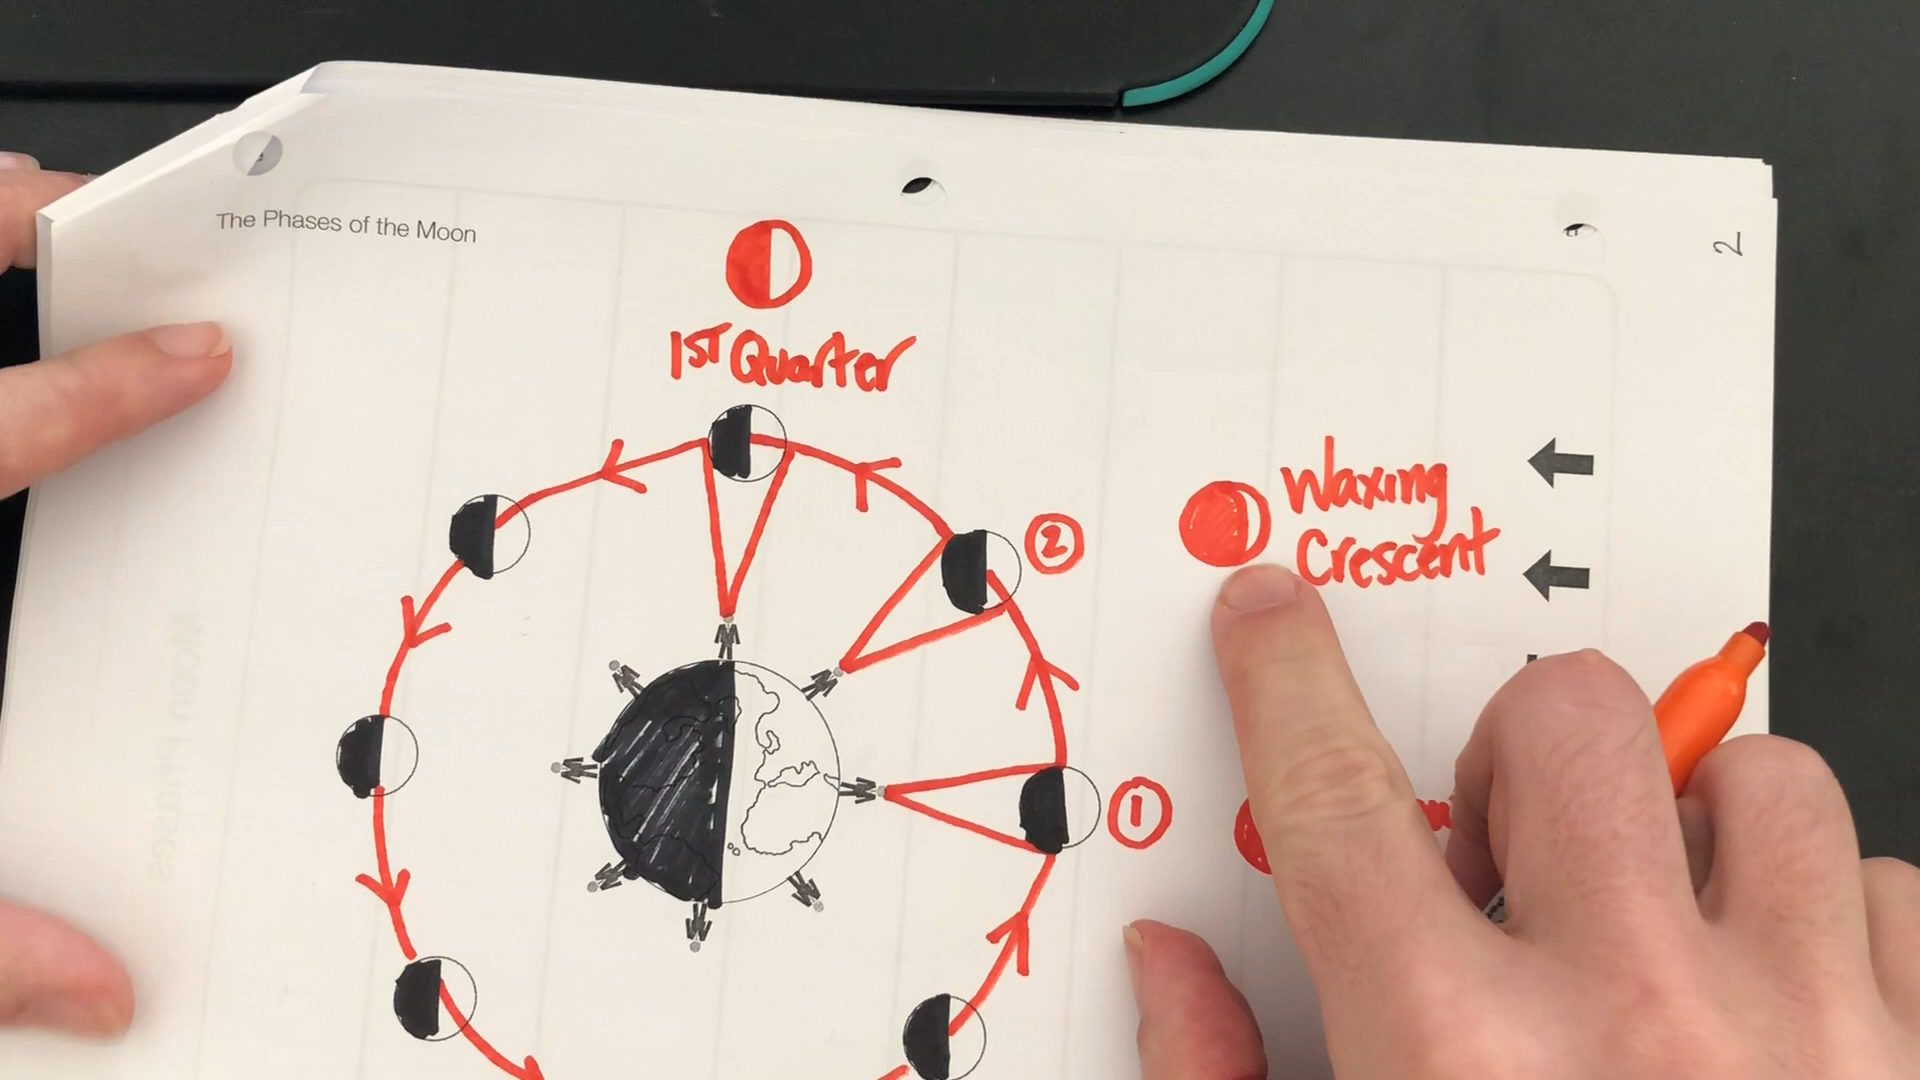 The Phases of the Moon
2
1ST Quarter
Waxing
Crescent
2
1